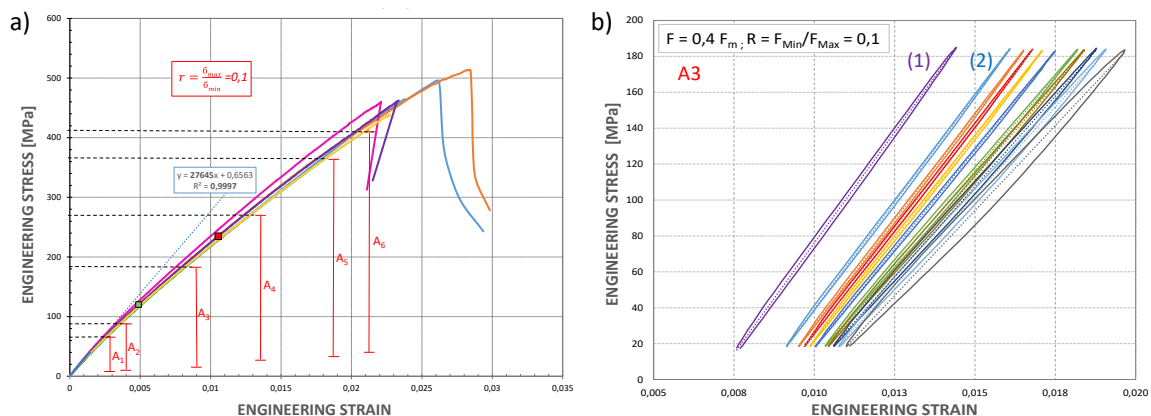 a)
ENGINEERING STRESS [MPa]
600
500
400
300
200
100
0
r = σmax/σmin =0,1
y = 27645x + 0,6563
R² = 0,9997
A1
A2
A3
A4
A5
A6
0
0,005
0,01
0,015
0,02
0,025
0,03
0,035
ENGINEERING STRAIN
b)
ENGINEERING STRESS [MPa]
200
180
160
140
120
100
80
60
40
20
0
F = 0,4 Fm ; R = FMin/FMax = 0,1
A3
(1)
(2)
0,005
0,008
0,010
0,013
0,015
0,018
0,020
ENGINEERING STRAIN